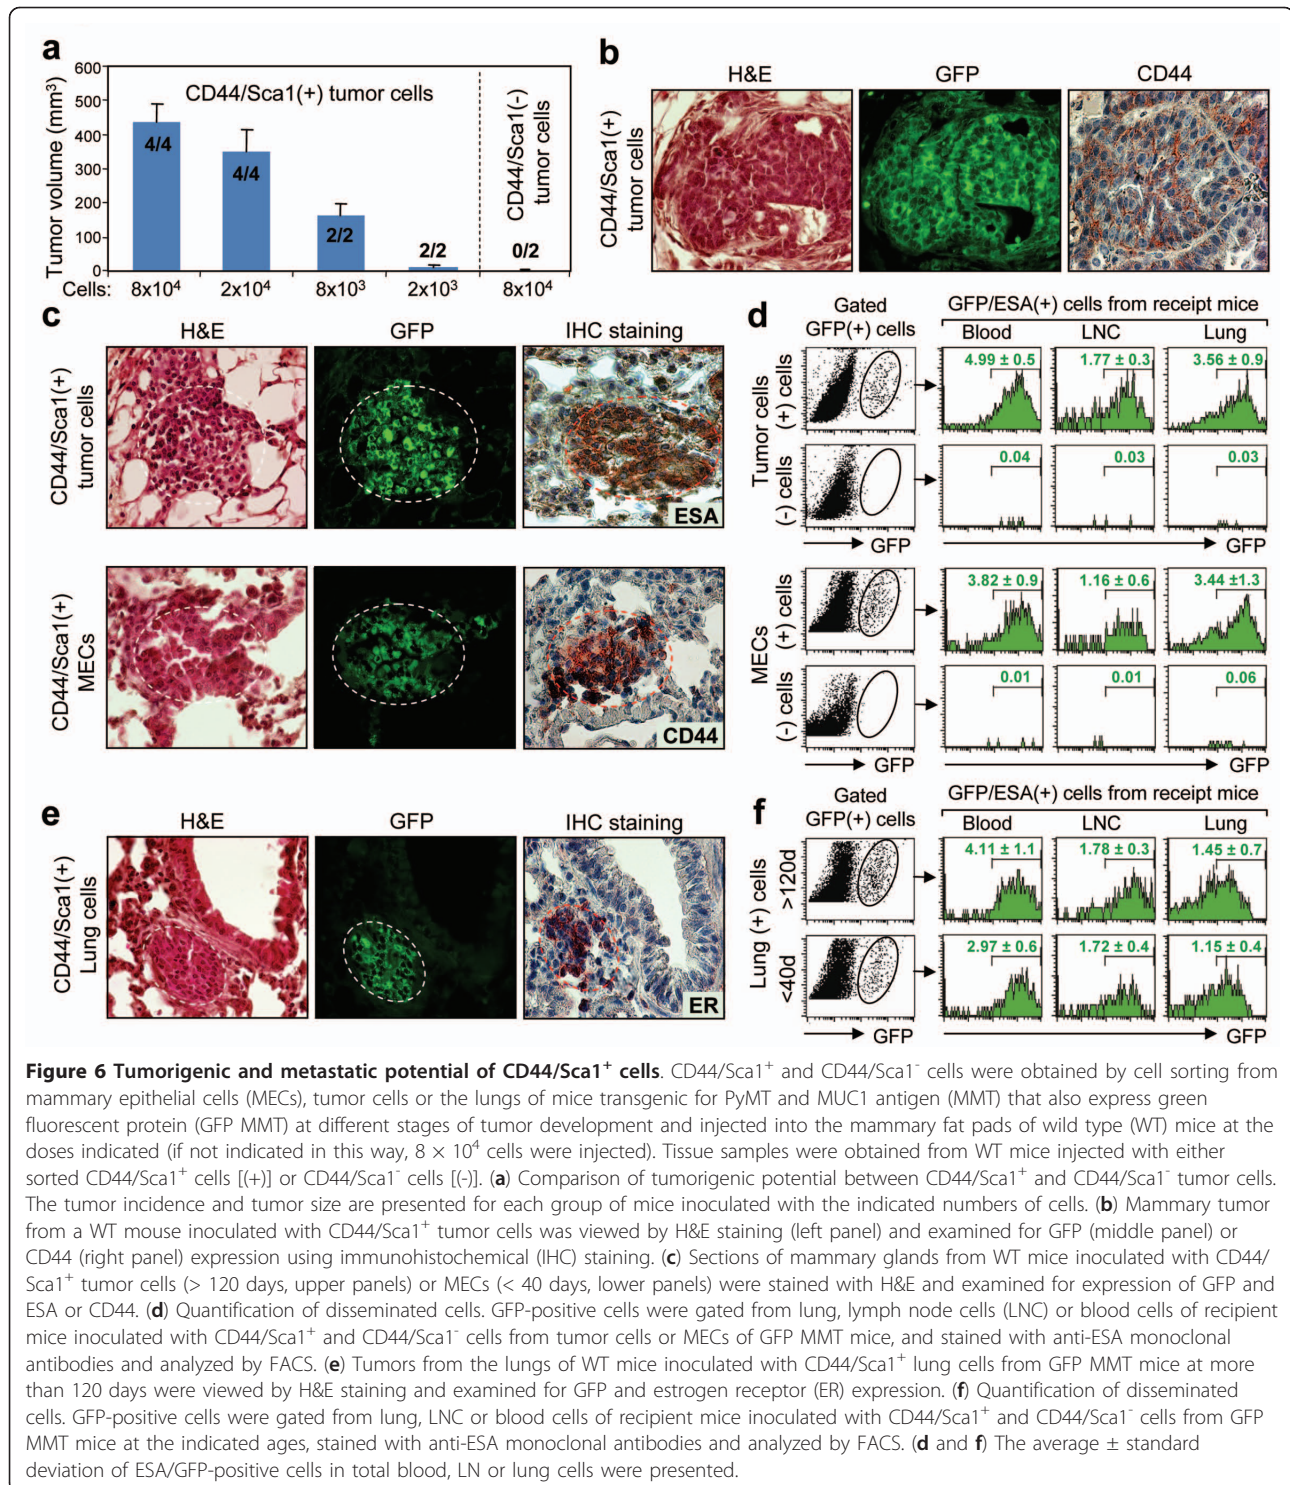 a
Tumor volume (mm³)
600
500
400
300
200
100
0
CD44/Sca1(+) tumor cells
CD44/Sca1(-)
tumor cells
4/4
4/4
2/2
2/2
0/2
Cells: 8x10⁴ 2x10⁴ 8x10³ 2x10³ 8x10⁴
b
H&E GFP CD44
CD44/Sca1(+)
tumor cells
c
H&E GFP IHC staining
CD44/Sca1(+)
tumor cells
ESA
CD44/Sca1(+)
MECs
CD44
d
Gated
GFP(+) cells
GFP/ESA(+) cells from receipt mice
Blood LNC Lung
Tumor cells
(+) cells
4.99 ± 0.5 1.77 ± 0.3 3.56 ± 0.9
(-) cells
0.04 0.03 0.03
GFP GFP
MECs
(+) cells
3.82 ± 0.9 1.16 ± 0.6 3.44 ±1.3
(-) cells
0.01 0.01 0.06
GFP GFP
e
H&E GFP IHC staining
CD44/Sca1(+)
Lung cells
ER
f
Gated
GFP(+) cells
GFP/ESA(+) cells from receipt mice
Blood LNC Lung
Lung (+) cells
>120d
4.11 ± 1.1 1.78 ± 0.3 1.45 ± 0.7
<40d
2.97 ± 0.6 1.72 ± 0.4 1.15 ± 0.4
GFP GFP
Figure 6 Tumorigenic and metastatic potential of CD44/Sca1⁺ cells. CD44/Sca1⁺ and CD44/Sca1⁻ cells were obtained by cell sorting from
mammary epithelial cells (MECs), tumor cells or the lungs of mice transgenic for PyMT and MUC1 antigen (MMT) that also express green
fluorescent protein (GFP MMT) at different stages of tumor development and injected into the mammary fat pads of wild type (WT) mice at the
doses indicated (if not indicated in this way, 8 × 10⁴ cells were injected). Tissue samples were obtained from WT mice injected with either
sorted CD44/Sca1⁺ cells [(+)] or CD44/Sca1⁻ cells [(-)]. (a) Comparison of tumorigenic potential between CD44/Sca1⁺ and CD44/Sca1⁻ tumor cells.
The tumor incidence and tumor size are presented for each group of mice inoculated with the indicated numbers of cells. (b) Mammary tumor
from a WT mouse inoculated with CD44/Sca1⁺ tumor cells was viewed by H&E staining (left panel) and examined for GFP (middle panel) or
CD44 (right panel) expression using immunohistochemical (IHC) staining. (c) Sections of mammary glands from WT mice inoculated with CD44/
Sca1⁺ tumor cells (> 120 days, upper panels) or MECs (< 40 days, lower panels) were stained with H&E and examined for expression of GFP and
ESA or CD44. (d) Quantification of disseminated cells. GFP-positive cells were gated from lung, lymph node cells (LNC) or blood cells of recipient
mice inoculated with CD44/Sca1⁺ and CD44/Sca1⁻ cells from tumor cells or MECs of GFP MMT mice, and stained with anti-ESA monoclonal
antibodies and analyzed by FACS. (e) Tumors from the lungs of WT mice inoculated with CD44/Sca1⁺ lung cells from GFP MMT mice at more
than 120 days were viewed by H&E staining and examined for GFP and estrogen receptor (ER) expression. (f) Quantification of disseminated
cells. GFP-positive cells were gated from lung, LNC or blood cells of recipient mice inoculated with CD44/Sca1⁺ and CD44/Sca1⁻ cells from GFP
MMT mice at the indicated ages, stained with anti-ESA monoclonal antibodies and analyzed by FACS. (d and f) The average ± standard
deviation of ESA/GFP-positive cells in total blood, LN or lung cells were presented.